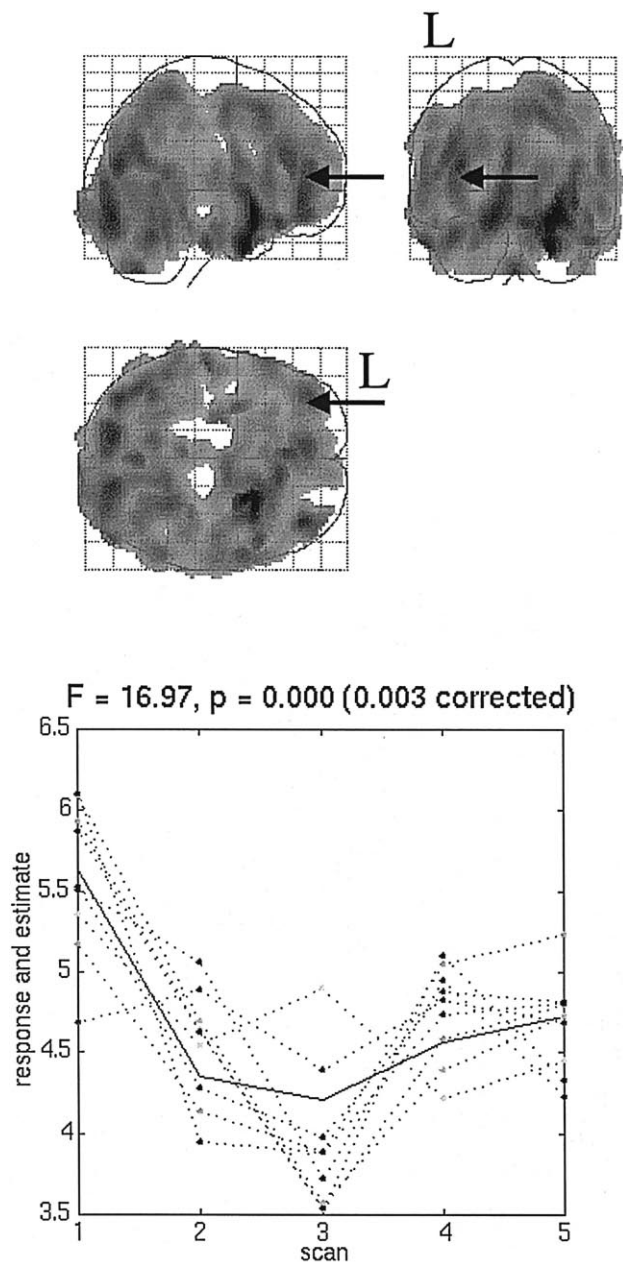 L
L
F = 16.97, p = 0.000 (0.003 corrected)
6.5
6
5.5
5
4.5
4
3.5
response and estimate
1 2 3 4 5
scan